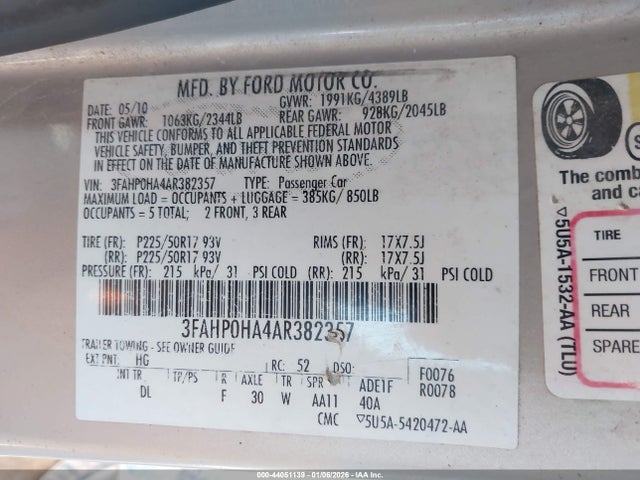 MFD. BY FORD MOTOR CO.
DATE: 05/10 GVWR: 1991KG/4389LB
FRONT GAWR: 1063KG/2344LB REAR GAWR: 928KG/2045LB
THIS VEHICLE CONFORMS TO ALL APPLICABLE FEDERAL MOTOR
VEHICLE SAFETY, BUMPER, AND THEFT PREVENTION STANDARDS
IN EFFECT ON THE DATE OF MANUFACTURE SHOWN ABOVE.
VIN: 3FAHP0HA4AR382357 TYPE: Passenger Car
MAXIMUM LOAD = OCCUPANTS + LUGGAGE = 385KG/850LB
OCCUPANTS = 5 TOTAL; 2 FRONT, 3 REAR
TIRE (FR): P225/50R17 93V RIMS (FR): 17X7.5J
(RR): P225/50R17 93V (RR): 17X7.5J
PRESSURE (FR): 215 kPa/ 31 PSI COLD (RR): 215 kPa/ 31 PSI COLD
3FAHP0HA4AR382357
TRAILER TOWING - SEE OWNER GUIDE
EXT PNT: HG RC: 52 DSO: F0076
INT TR TP/PS R AXLE TR SPR ADE1F R0078
DL F 30 W AA11 40A
CMC ▽5U5A-5420472-AA
The comb
and ca
TIRE
FRONT
REAR
SPARE
▽5U5A-1532-AA (TLU)
000-44051139 - 01/06/2026 - IAA Corp.